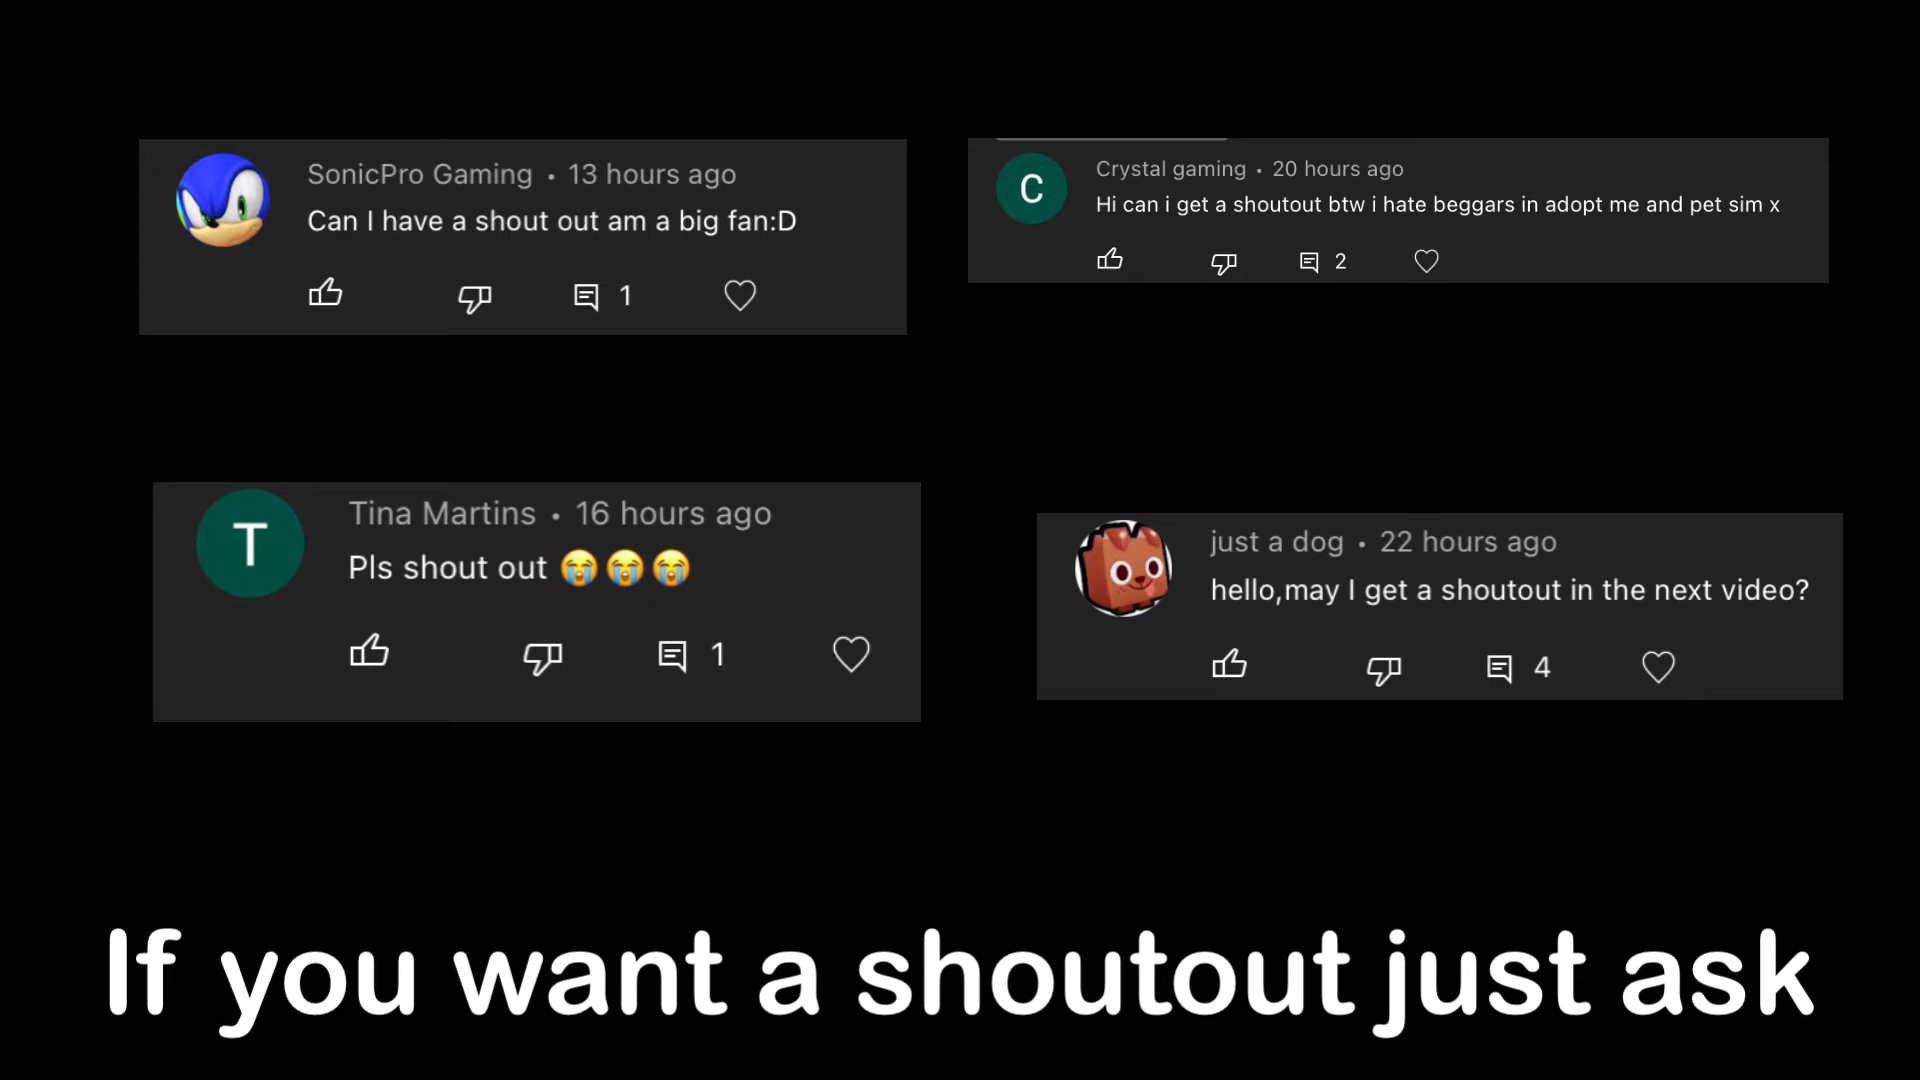 SonicPro Gaming • 13 hours ago
Can I have a shout out am a big fan:D
1
C
Crystal gaming • 20 hours ago
Hi can i get a shoutout btw i hate beggars in adopt me and pet sim x
2
T
Tina Martins • 16 hours ago
Pls shout out 😭😭😭
1
just a dog • 22 hours ago
hello,may I get a shoutout in the next video?
4
If you want a shoutout just ask